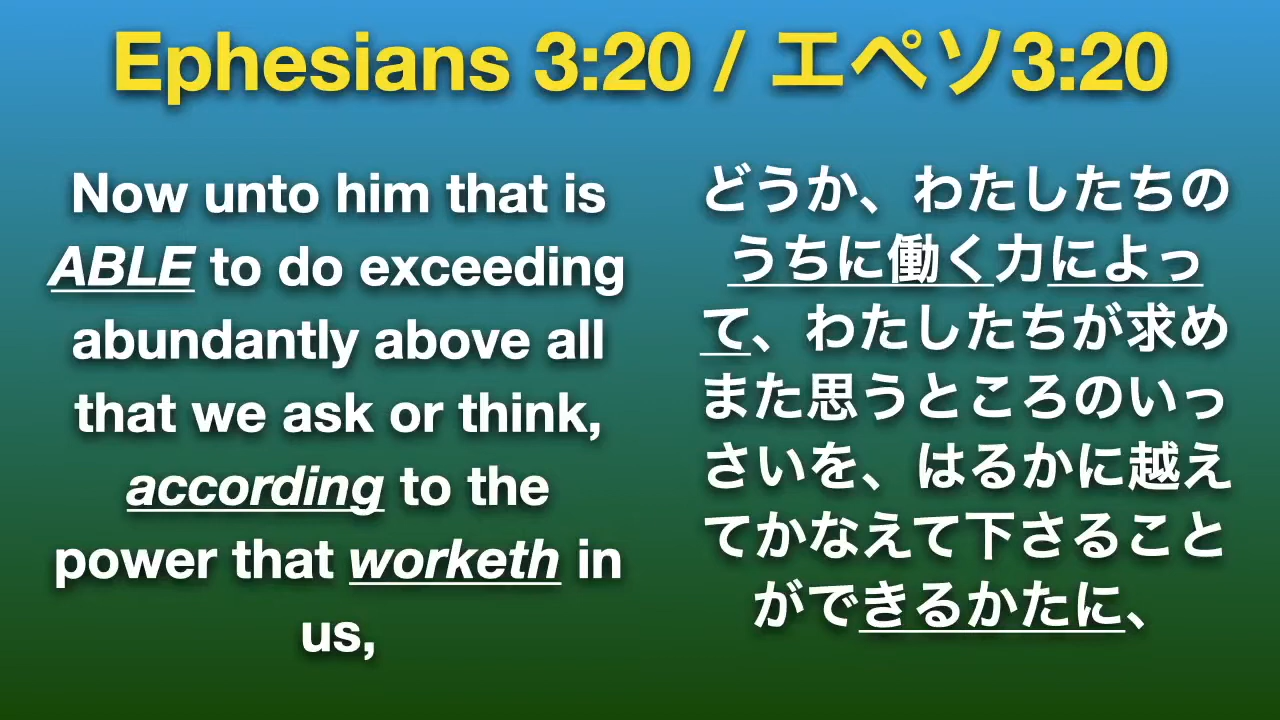 Ephesians 3:20 / エペソ3:20
Now unto him that is
ABLE to do exceeding
abundantly above all
that we ask or think,
according to the
power that worketh in
us,
どうか、わたしたちの
うちに働く力によっ
て、わたしたちが求め
また思うところのいっ
さいを、はるかに越え
てかなえて下さること
ができるかたに、